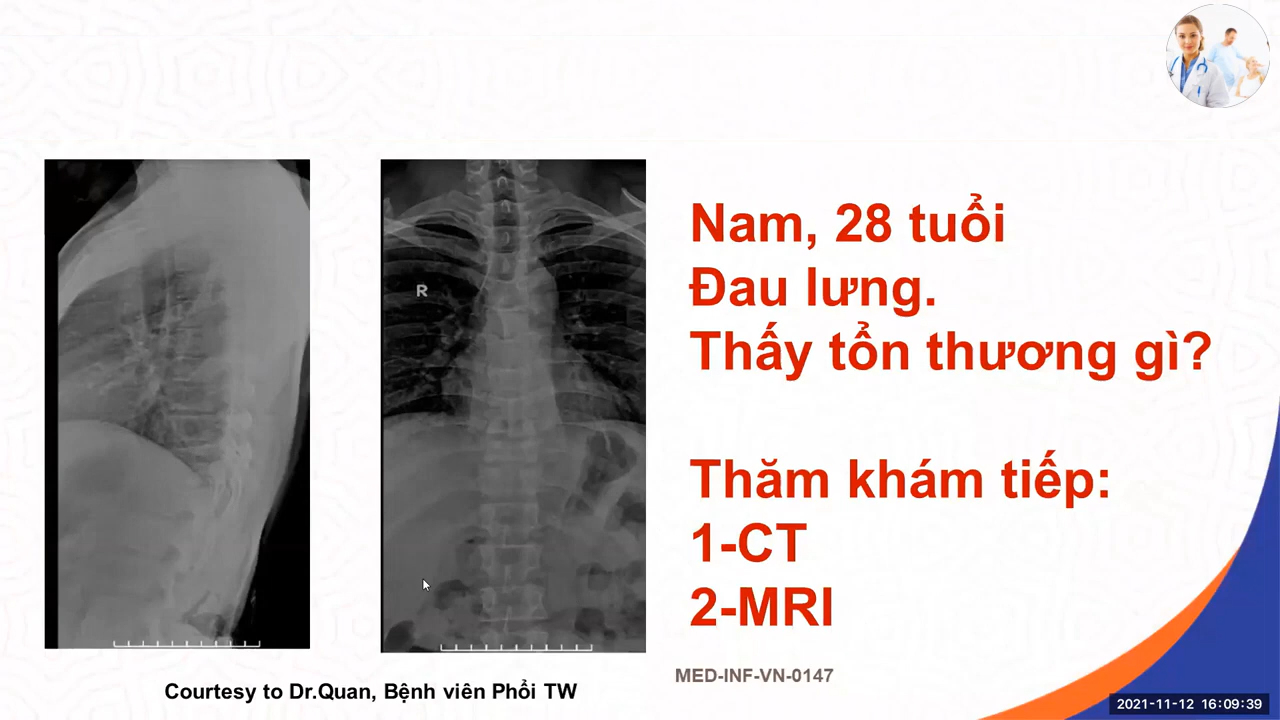 R
Nam, 28 tuổi
Đau lưng.
Thấy tổn thương gì?
Thăm khám tiếp:
1-CT
2-MRI
MED-INF-VN-0147
Courtesy to Dr.Quan, Bệnh viên Phổi TW
2021-11-12 16:09:39